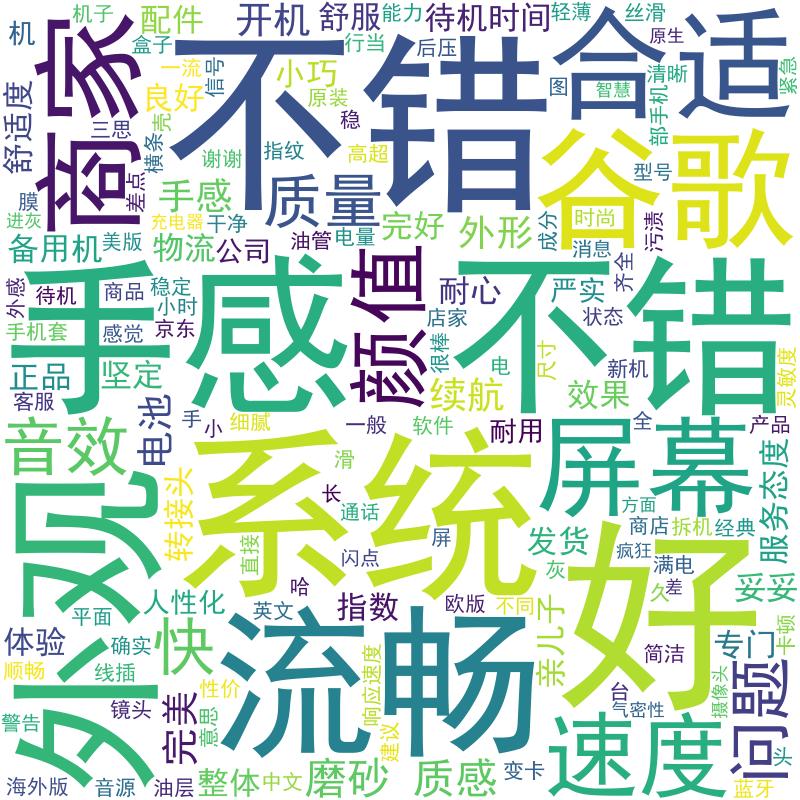 机
机子
配件
开机
舒服
能力
待机时间
轻薄
丝滑
盒子
行当
后压
原生
合适
商家
不错
一流
信号
小巧
图
清晰
紧急
良好
原装
智慧
部手机
舒适度
三思
横条
壳
稳
谢谢
指纹
高超
型号
谷歌
差点
手感
质量
膜
进灰
充电器
干净
完好
外形
成分
时尚
污渍
备用机
美版
物流
公司
油管
电量
消息
齐全
手感
颜值
不错
外感
待机
商品
稳定
小时
耐心
严实
手机套
感觉
京东
店家
状态
很棒
正品
坚定
电
尺寸
新机
灵敏度
客服
续航
效果
电池
手
小
细腻
一般
软件
耐用
全
产品
音效
系统
屏幕
滑
转接头
长
通话
方面
服务态度
外观
屏
商店
拆机
经典
直接
闪点
发货
疯狂
满电
灰
好
哈
久
差
妥妥
平面
人性化
英文
指数
欧版
不同
亲儿子
体验
确实
快
流畅
简洁
专门
卡顿
顺畅
线插
性价
响应速度
台
气密性
摄像头
问题
警告
镜头
完美
意思
建议
速度
头
海外版
音源
油层
整体
中文
磨砂
质感
变卡
蓝牙